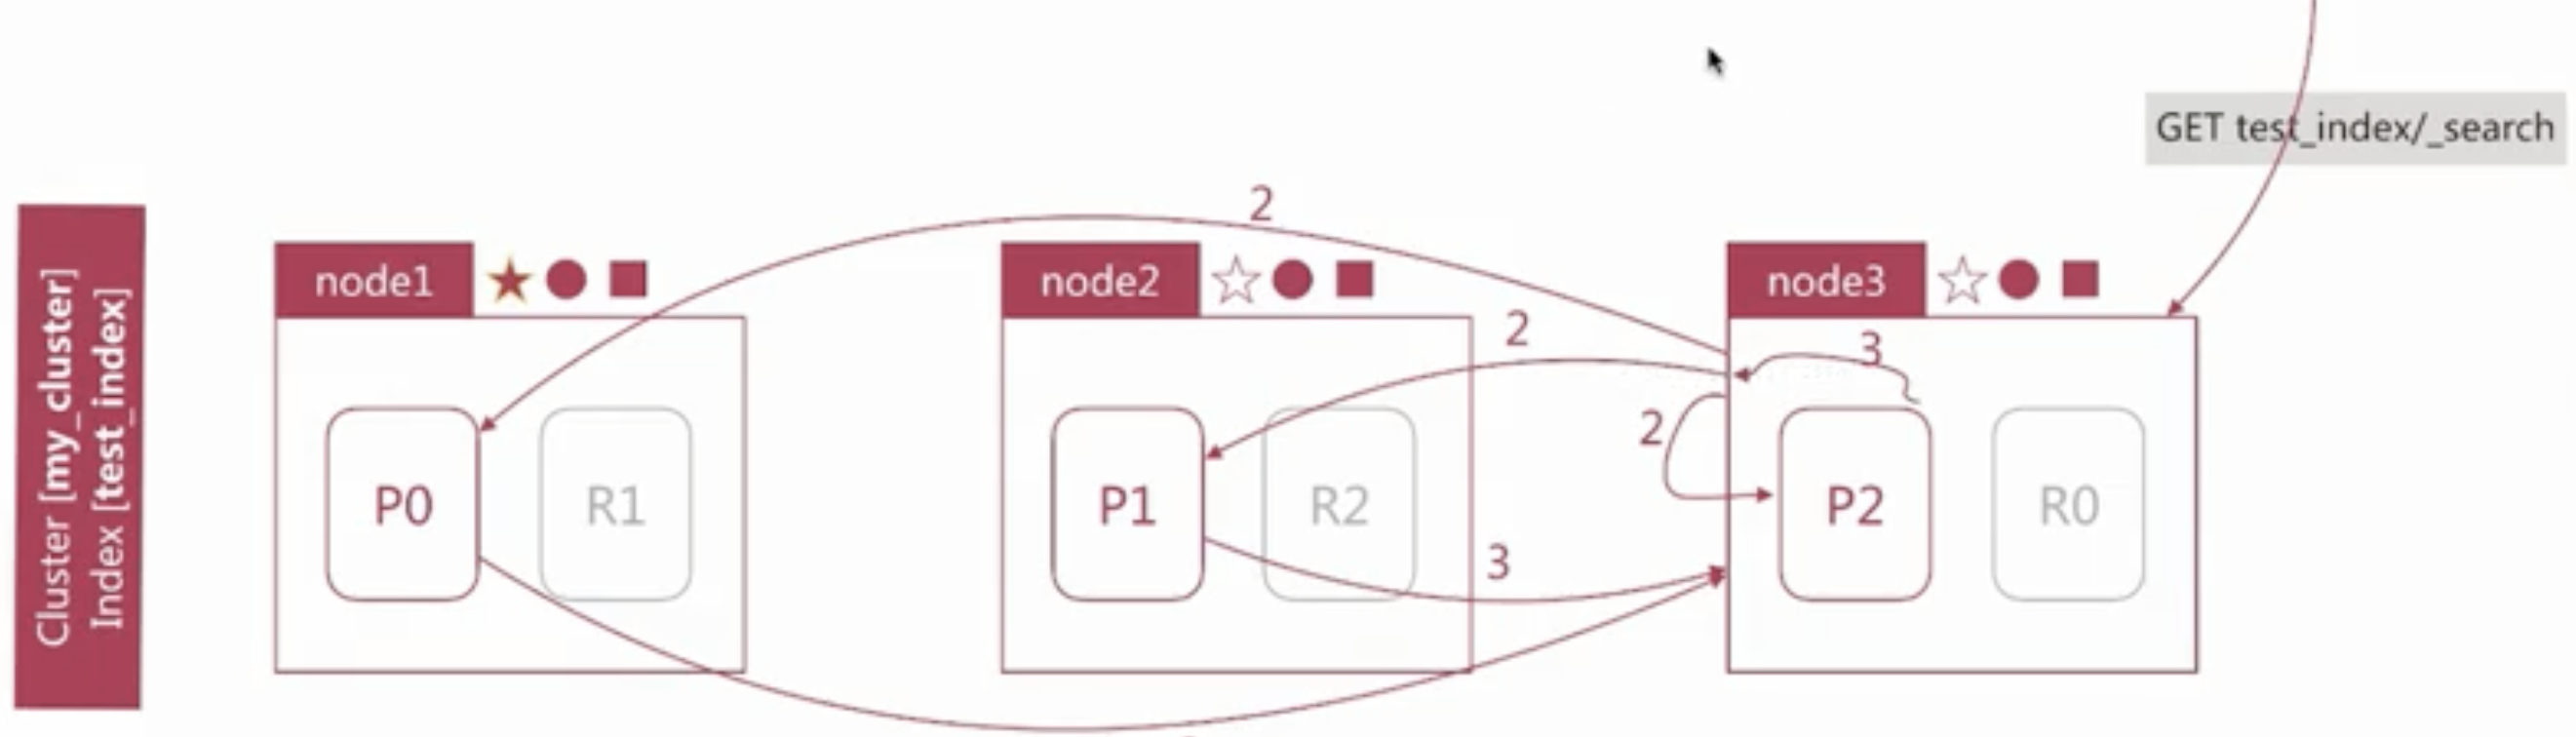 GET test_index/_search
2
node1
node2
node3
2
3
2
Cluster [my_cluster]
Index [test_index]
P0
R1
P1
R2
P2
R0
3